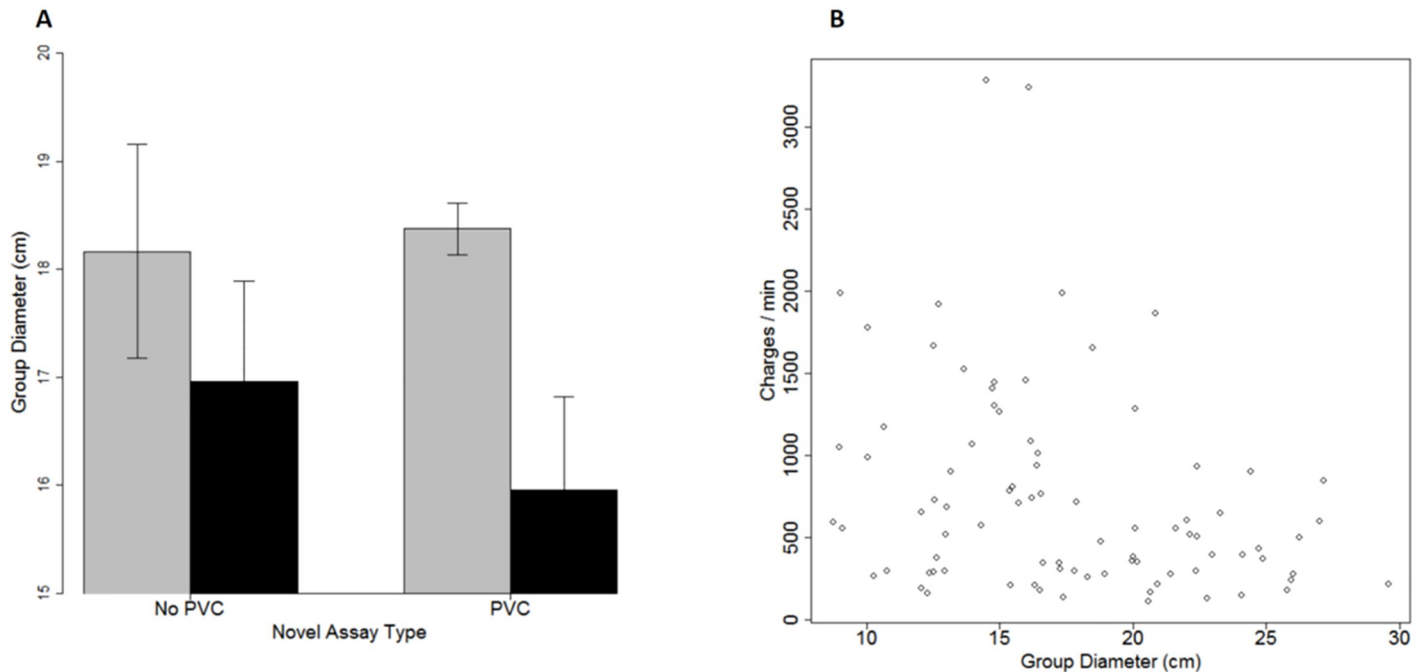 A
B
20
19
18
17
16
15
Group Diameter (cm)
No PVC
PVC
Novel Assay Type
3000
2500
2000
1500
1000
500
0
Charges / min
10
15
20
25
30
Group Diameter (cm)